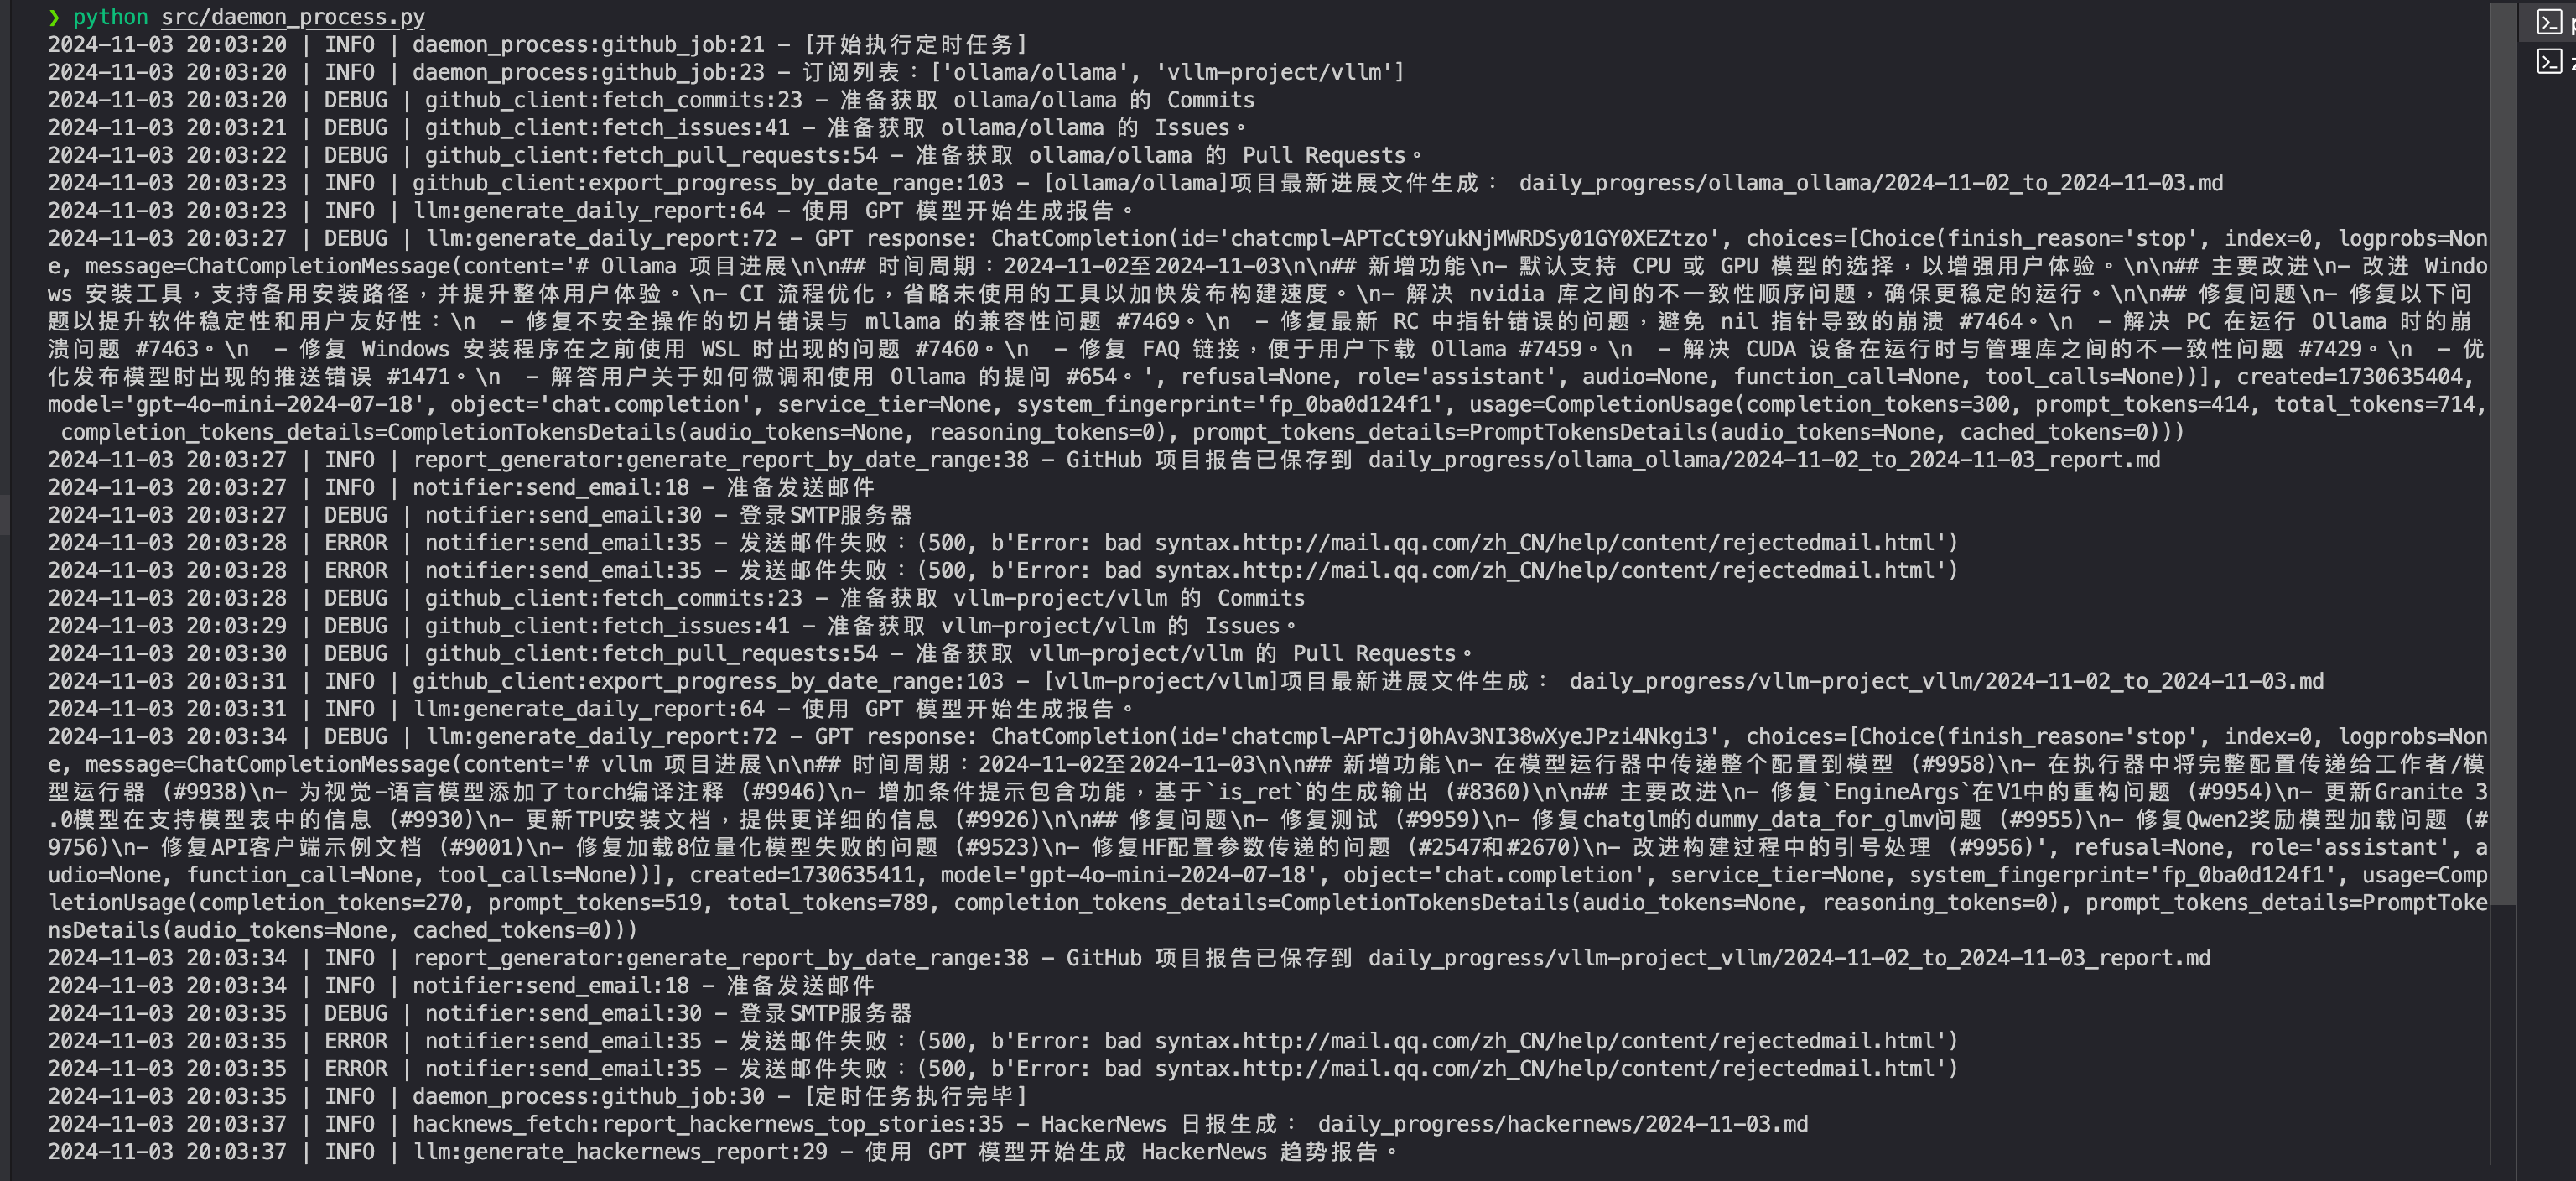 ❯ python src/daemon_process.py
2024-11-03 20:03:20 | INFO | daemon_process:github_job:21 - [开始执行定时任务]
2024-11-03 20:03:20 | INFO | daemon_process:github_job:23 - 订阅列表：['ollama/ollama', 'vllm-project/vllm']
2024-11-03 20:03:20 | DEBUG | github_client:fetch_commits:23 - 准备获取 ollama/ollama 的 Commits
2024-11-03 20:03:21 | DEBUG | github_client:fetch_issues:41 - 准备获取 ollama/ollama 的 Issues。
2024-11-03 20:03:22 | DEBUG | github_client:fetch_pull_requests:54 - 准备获取 ollama/ollama 的 Pull Requests。
2024-11-03 20:03:23 | INFO | github_client:export_progress_by_date_range:103 - [ollama/ollama]项目最新进展文件生成： daily_progress/ollama_ollama/2024-11-02_to_2024-11-03.md
2024-11-03 20:03:23 | INFO | llm:generate_daily_report:64 - 使用 GPT 模型开始生成报告。
2024-11-03 20:03:27 | DEBUG | llm:generate_daily_report:72 - GPT response: ChatCompletion(id='chatcmpl-APTcCt9YukNjMWRDSy01GY0XEZtzo', choices=[Choice(finish_reason='stop', index=0, logprobs=Non
e, message=ChatCompletionMessage(content='# Ollama 项目进展\n\n## 时间周期：2024-11-02至2024-11-03\n\n## 新增功能\n- 默认支持 CPU 或 GPU 模型的选择，以增强用户体验。\n\n## 主要改进\n- 改进 Windo
ws 安装工具，支持备用安装路径，并提升整体用户体验。\n- CI 流程优化，省略未使用的工具以加快发布构建速度。\n- 解决 nvidia 库之间的不一致性顺序问题，确保更稳定的运行。\n\n## 修复问题\n- 修复以下问
题以提升软件稳定性和用户友好性：\n  - 修复不安全操作的切片错误与 mllama 的兼容性问题 #7469。\n  - 修复最新 RC 中指针错误的问题，避免 nil 指针导致的崩溃 #7464。\n  - 解决 PC 在运行 Ollama 时的崩
溃问题 #7463。\n  - 修复 Windows 安装程序在之前使用 WSL 时出现的问题 #7460。\n  - 修复 FAQ 链接，便于用户下载 Ollama #7459。\n  - 解决 CUDA 设备在运行时与管理库之间的不一致性问题 #7429。\n  - 优
化发布模型时出现的推送错误 #1471。\n  - 解答用户关于如何微调和使用 Ollama 的提问 #654。', refusal=None, role='assistant', audio=None, function_call=None, tool_calls=None))], created=1730635404,
model='gpt-4o-mini-2024-07-18', object='chat.completion', service_tier=None, system_fingerprint='fp_0ba0d124f1', usage=CompletionUsage(completion_tokens=300, prompt_tokens=414, total_tokens=714,
completion_tokens_details=CompletionTokensDetails(audio_tokens=None, reasoning_tokens=0), prompt_tokens_details=PromptTokensDetails(audio_tokens=None, cached_tokens=0)))
2024-11-03 20:03:27 | INFO | report_generator:generate_report_by_date_range:38 - GitHub 项目报告已保存到 daily_progress/ollama_ollama/2024-11-02_to_2024-11-03_report.md
2024-11-03 20:03:27 | INFO | notifier:send_email:18 - 准备发送邮件
2024-11-03 20:03:27 | DEBUG | notifier:send_email:30 - 登录SMTP服务器
2024-11-03 20:03:28 | ERROR | notifier:send_email:35 - 发送邮件失败：(500, b'Error: bad syntax.http://mail.qq.com/zh_CN/help/content/rejectedmail.html')
2024-11-03 20:03:28 | ERROR | notifier:send_email:35 - 发送邮件失败：(500, b'Error: bad syntax.http://mail.qq.com/zh_CN/help/content/rejectedmail.html')
2024-11-03 20:03:28 | DEBUG | github_client:fetch_commits:23 - 准备获取 vllm-project/vllm 的 Commits
2024-11-03 20:03:29 | DEBUG | github_client:fetch_issues:41 - 准备获取 vllm-project/vllm 的 Issues。
2024-11-03 20:03:30 | DEBUG | github_client:fetch_pull_requests:54 - 准备获取 vllm-project/vllm 的 Pull Requests。
2024-11-03 20:03:31 | INFO | github_client:export_progress_by_date_range:103 - [vllm-project/vllm]项目最新进展文件生成： daily_progress/vllm-project_vllm/2024-11-02_to_2024-11-03.md
2024-11-03 20:03:31 | INFO | llm:generate_daily_report:64 - 使用 GPT 模型开始生成报告。
2024-11-03 20:03:34 | DEBUG | llm:generate_daily_report:72 - GPT response: ChatCompletion(id='chatcmpl-APTcJj0hAv3NI38wXyeJPzi4Nkgi3', choices=[Choice(finish_reason='stop', index=0, logprobs=Non
e, message=ChatCompletionMessage(content='# vllm 项目进展\n\n## 时间周期：2024-11-02至2024-11-03\n\n## 新增功能\n- 在模型运行器中传递整个配置到模型 (#9958)\n- 在执行器中将完整配置传递给工作者/模
型运行器 (#9938)\n- 为视觉-语言模型添加了torch编译注释 (#9946)\n- 增加条件提示包含功能，基于`is_ret`的生成输出 (#8360)\n\n## 主要改进\n- 修复`EngineArgs`在V1中的重构问题 (#9954)\n- 更新Granite 3
.0模型在支持模型表中的信息 (#9930)\n- 更新TPU安装文档，提供更详细的信息 (#9926)\n\n## 修复问题\n- 修复测试 (#9959)\n- 修复chatglm的dummy_data_for_glmv问题 (#9955)\n- 修复Qwen2奖励模型加载问题 (#
9756)\n- 修复API客户端示例文档 (#9001)\n- 修复加载8位量化模型失败的问题 (#9523)\n- 修复HF配置参数传递的问题 (#2547和#2670)\n- 改进构建过程中的引号处理 (#9956)', refusal=None, role='assistant', a
udio=None, function_call=None, tool_calls=None))], created=1730635411, model='gpt-4o-mini-2024-07-18', object='chat.completion', service_tier=None, system_fingerprint='fp_0ba0d124f1', usage=Comp
letionUsage(completion_tokens=270, prompt_tokens=519, total_tokens=789, completion_tokens_details=CompletionTokensDetails(audio_tokens=None, reasoning_tokens=0), prompt_tokens_details=PromptToke
nsDetails(audio_tokens=None, cached_tokens=0)))
2024-11-03 20:03:34 | INFO | report_generator:generate_report_by_date_range:38 - GitHub 项目报告已保存到 daily_progress/vllm-project_vllm/2024-11-02_to_2024-11-03_report.md
2024-11-03 20:03:34 | INFO | notifier:send_email:18 - 准备发送邮件
2024-11-03 20:03:35 | DEBUG | notifier:send_email:30 - 登录SMTP服务器
2024-11-03 20:03:35 | ERROR | notifier:send_email:35 - 发送邮件失败：(500, b'Error: bad syntax.http://mail.qq.com/zh_CN/help/content/rejectedmail.html')
2024-11-03 20:03:35 | ERROR | notifier:send_email:35 - 发送邮件失败：(500, b'Error: bad syntax.http://mail.qq.com/zh_CN/help/content/rejectedmail.html')
2024-11-03 20:03:35 | INFO | daemon_process:github_job:30 - [定时任务执行完毕]
2024-11-03 20:03:37 | INFO | hacknews_fetch:report_hackernews_top_stories:35 - HackerNews 日报生成： daily_progress/hackernews/2024-11-03.md
2024-11-03 20:03:37 | INFO | llm:generate_hackernews_report:29 - 使用 GPT 模型开始生成 HackerNews 趋势报告。